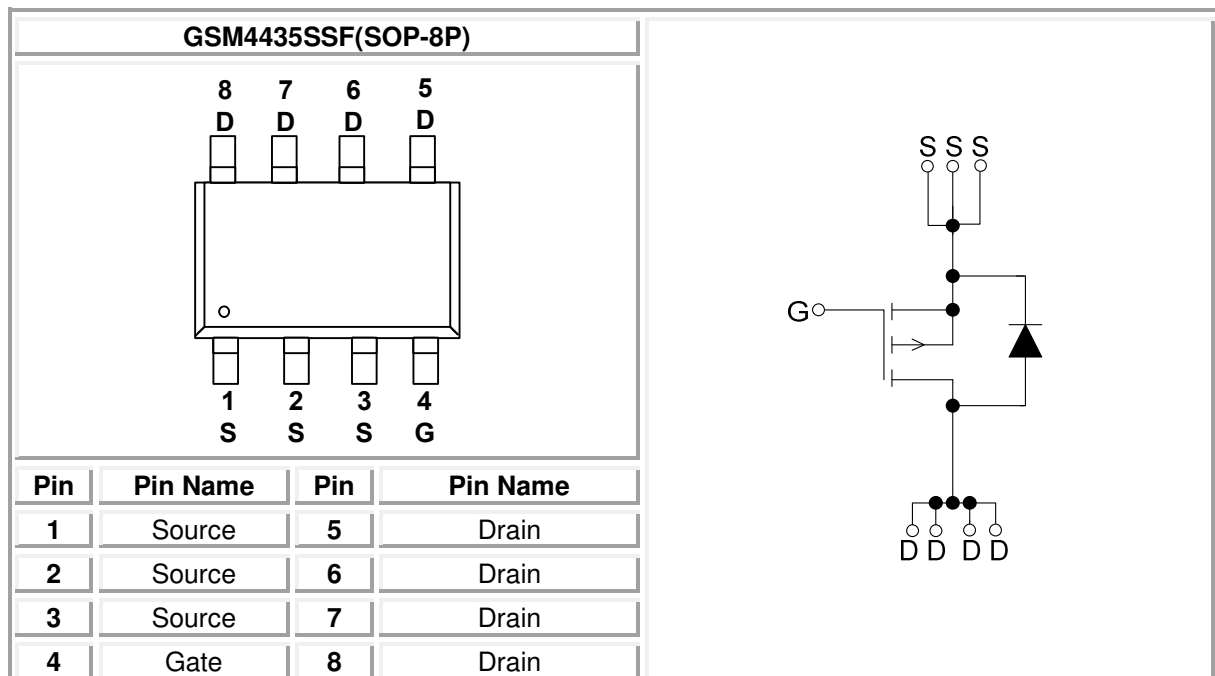 GSM4435SSF(SOP-8P)
8 7 6 5
D D D D
1 2 3 4
S S S G
Pin Pin Name Pin Pin Name
1 Source 5 Drain
2 Source 6 Drain
3 Source 7 Drain
4 Gate 8 Drain
S S S
G
D D D D